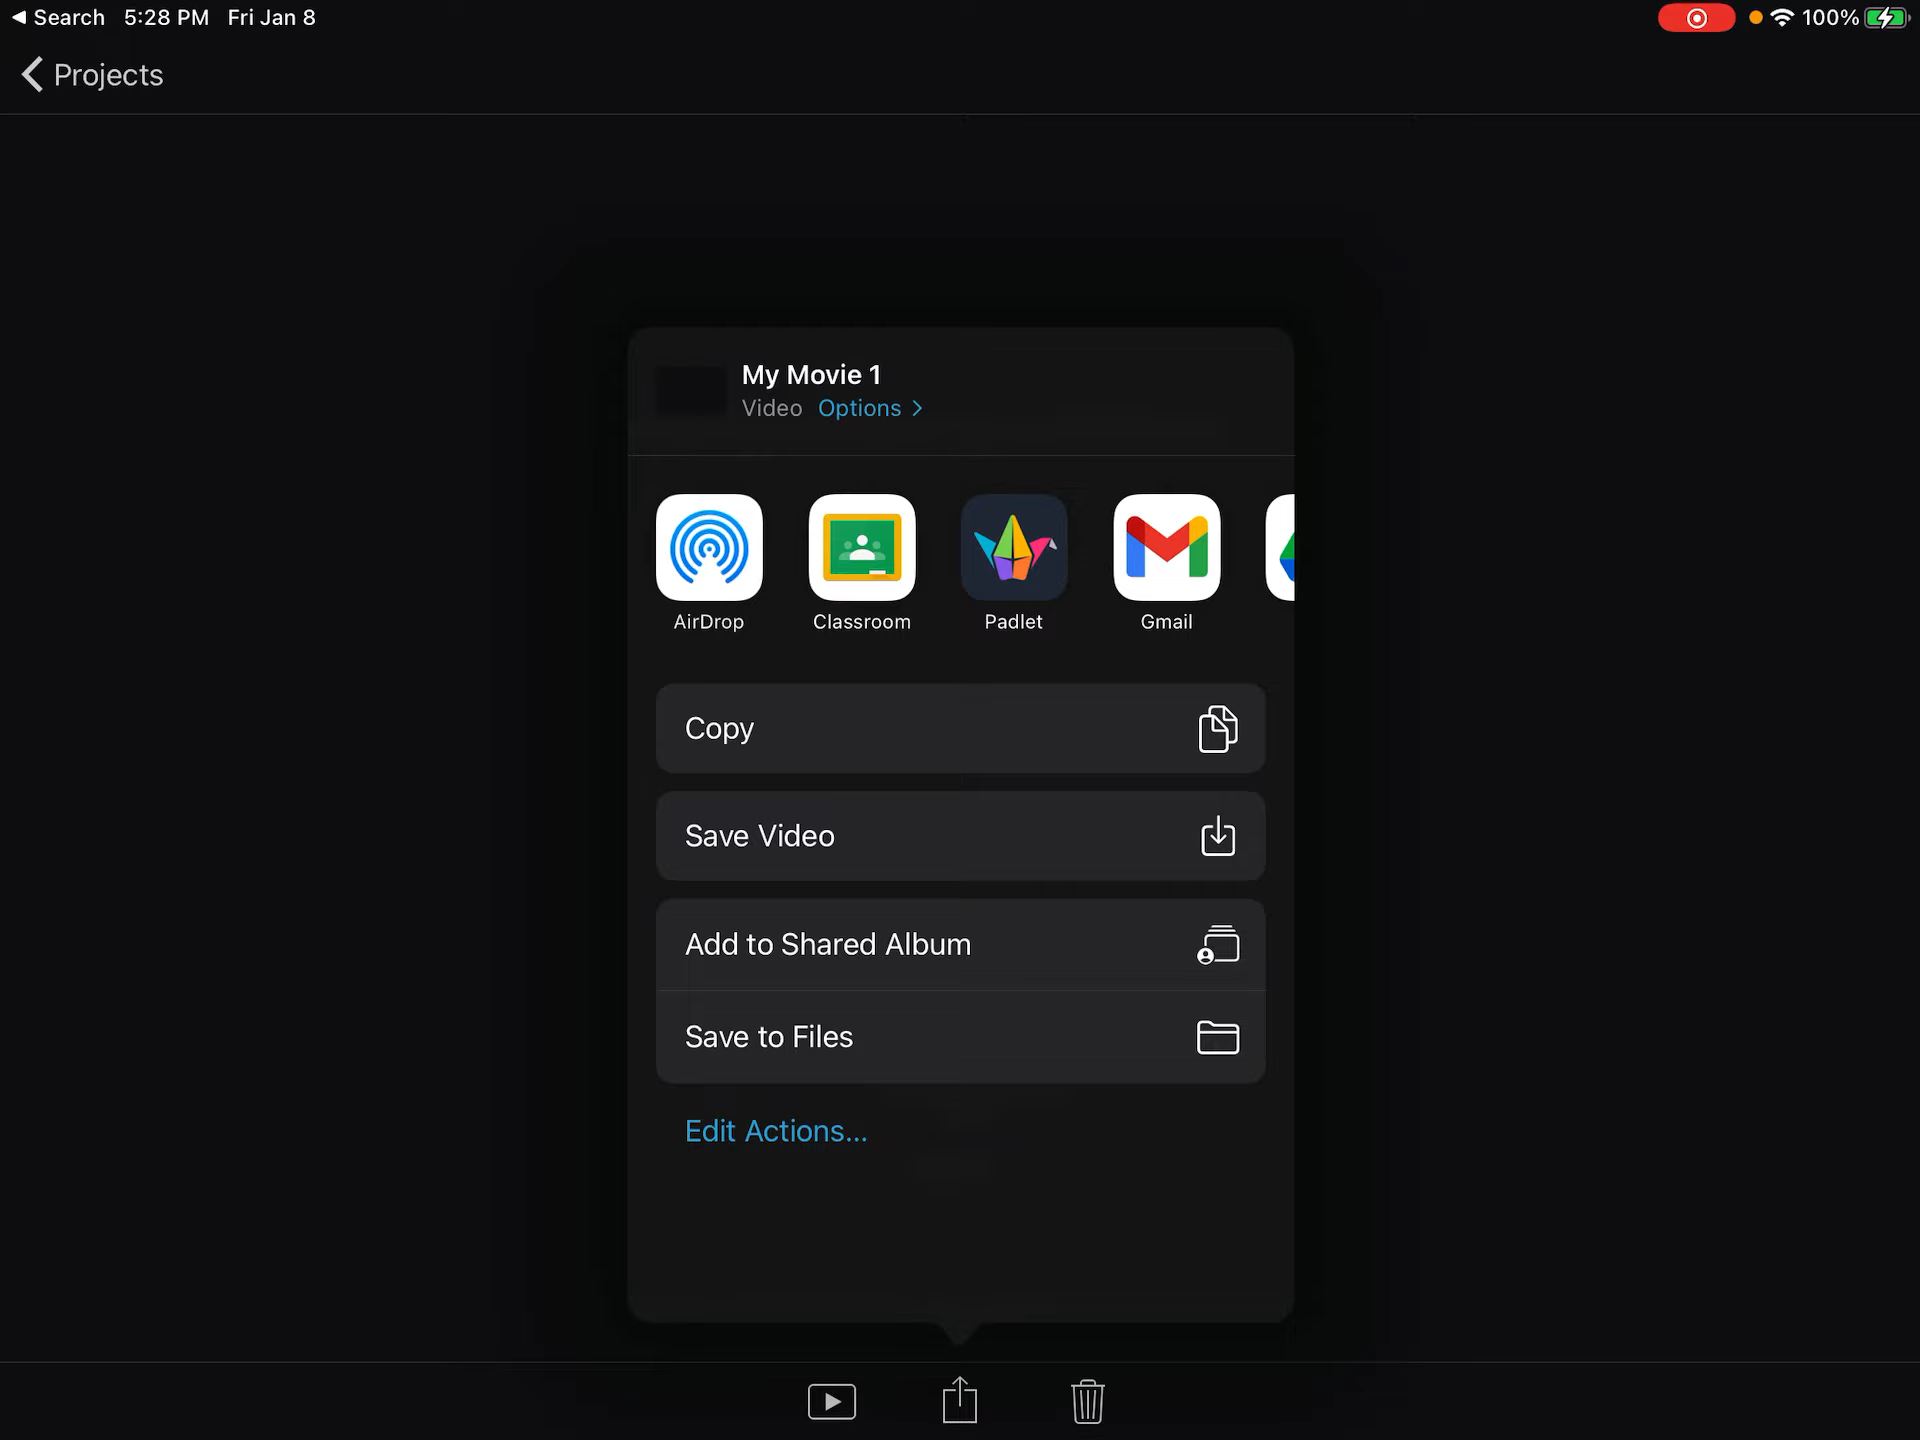 Search 5:28 PM Fri Jan 8 100%
Projects
My Movie 1
Video Options
AirDrop Classroom Padlet Gmail
Copy
Save Video
Add to Shared Album
Save to Files
Edit Actions...